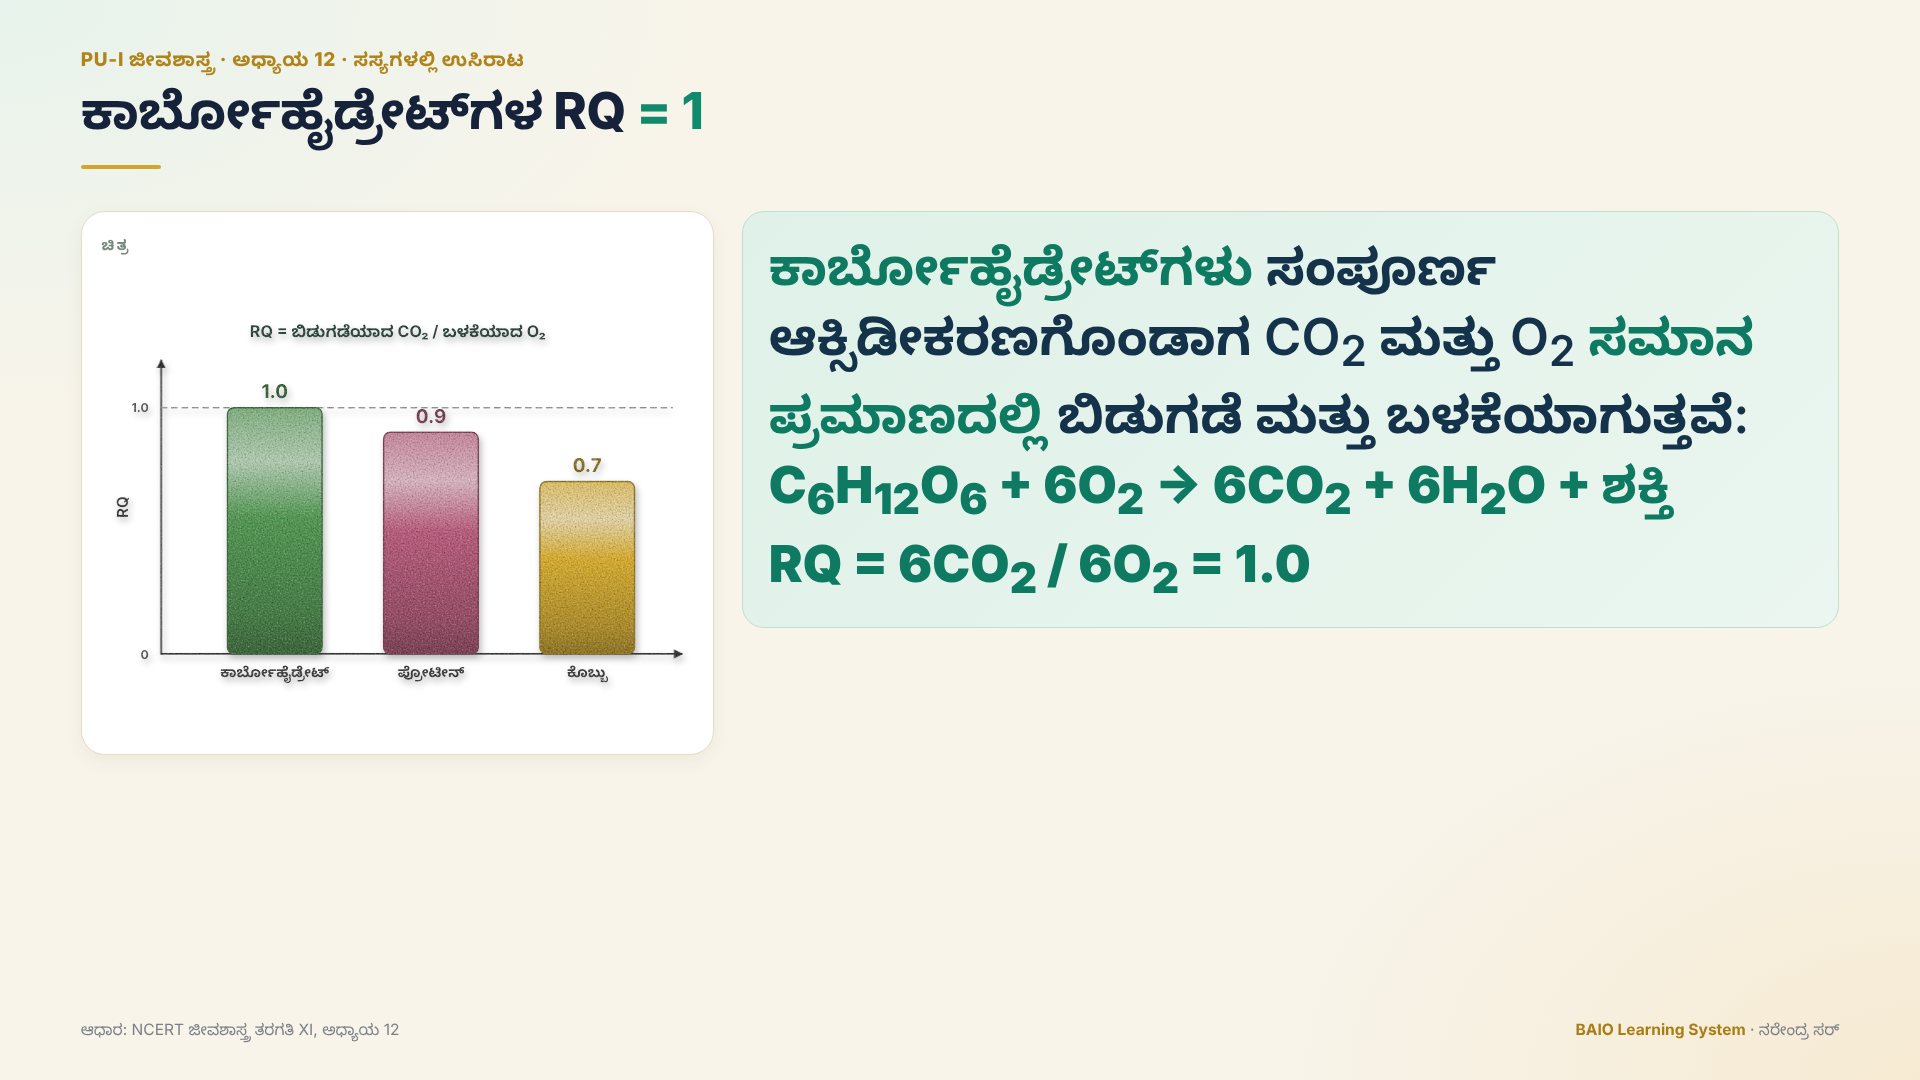 PU-I ಜೀವಶಾಸ್ತ್ರ · ಅಧ್ಯಾಯ 12 · ಸಸ್ಯಗಳಲ್ಲಿ ಉಸಿರಾಟ
ಕಾರ್ಬೋಹೈಡ್ರೇಟ್‌ಗಳ RQ = 1
ಚಿತ್ರ
RQ = ಬಿಡುಗಡೆಯಾದ CO₂ / ಬಳಕೆಯಾದ O₂
1.0
1.0
0.9
0.7
RQ
0
ಕಾರ್ಬೋಹೈಡ್ರೇಟ್ ಪ್ರೋಟೀನ್ ಕೊಬ್ಬು
ಕಾರ್ಬೋಹೈಡ್ರೇಟ್‌ಗಳು ಸಂಪೂರ್ಣ
ಆಕ್ಸಿಡೀಕರಣಗೊಂಡಾಗ CO₂ ಮತ್ತು O₂ ಸಮಾನ
ಪ್ರಮಾಣದಲ್ಲಿ ಬಿಡುಗಡೆ ಮತ್ತು ಬಳಕೆಯಾಗುತ್ತವೆ:
C₆H₁₂O₆ + 6O₂ → 6CO₂ + 6H₂O + ಶಕ್ತಿ
RQ = 6CO₂ / 6O₂ = 1.0
ಆಧಾರ: NCERT ಜೀವಶಾಸ್ತ್ರ ತರಗತಿ XI, ಅಧ್ಯಾಯ 12
BAIO Learning System · ನರೇಂದ್ರ ಸರ್